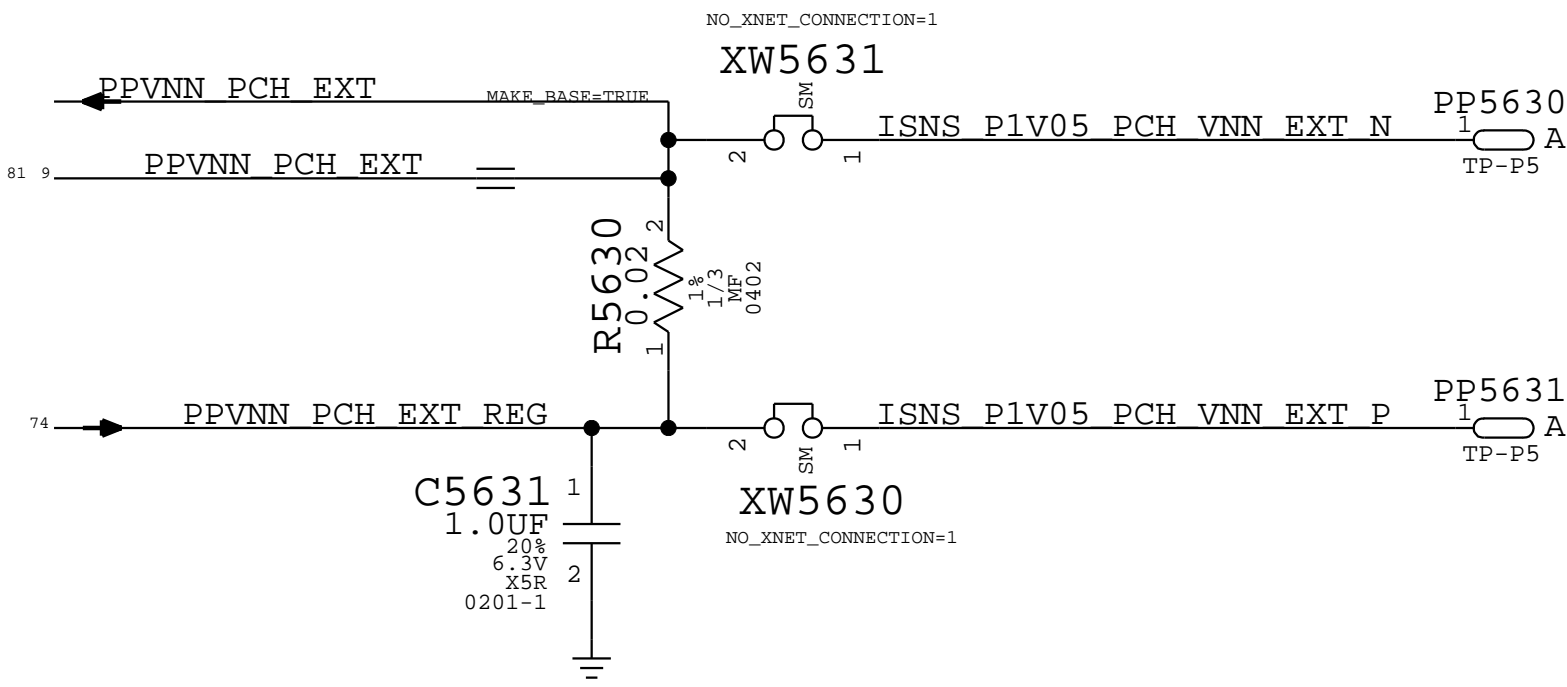 NO_XNET_CONNECTION=1
XW5631
SM
PPVNN_PCH_EXT
MAKE_BASE=TRUE
2
1
ISNS_P1V05_PCH_VNN_EXT_N
PP5630
1
A
TP-P5
81 9
PPVNN_PCH_EXT
2
R5630
0.02
1%
1/3
MF
0402
1
74
PPVNN_PCH_EXT_REG
2
1
SM
ISNS_P1V05_PCH_VNN_EXT_P
PP5631
1
A
TP-P5
XW5630
NO_XNET_CONNECTION=1
C5631
1
1.0UF
20%
6.3V
X5R
0201-1
2